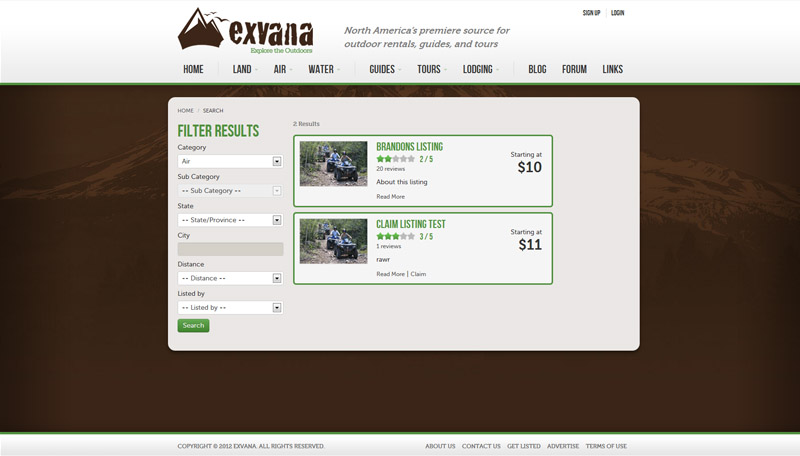 SIGN UP LOGIN
exvana
Explore the Outdoors
North America's premiere source for
outdoor rentals, guides, and tours
HOME LAND AIR WATER GUIDES TOURS LODGING BLOG FORUM LINKS
HOME / SEARCH
FILTER RESULTS
Category
Air
Sub Category
-- Sub Category --
State
-- State/Province --
City
Distance
-- Distance --
Listed by
-- Listed by --
Search
2 Results
BRANDONS LISTING
2 / 5
20 reviews
About this listing
Read More
Starting at
$10
CLAIM LISTING TEST
3 / 5
1 reviews
rawr
Read More | Claim
Starting at
$11
COPYRIGHT © 2012 EXVANA. ALL RIGHTS RESERVED.
ABOUT US CONTACT US GET LISTED ADVERTISE TERMS OF USE